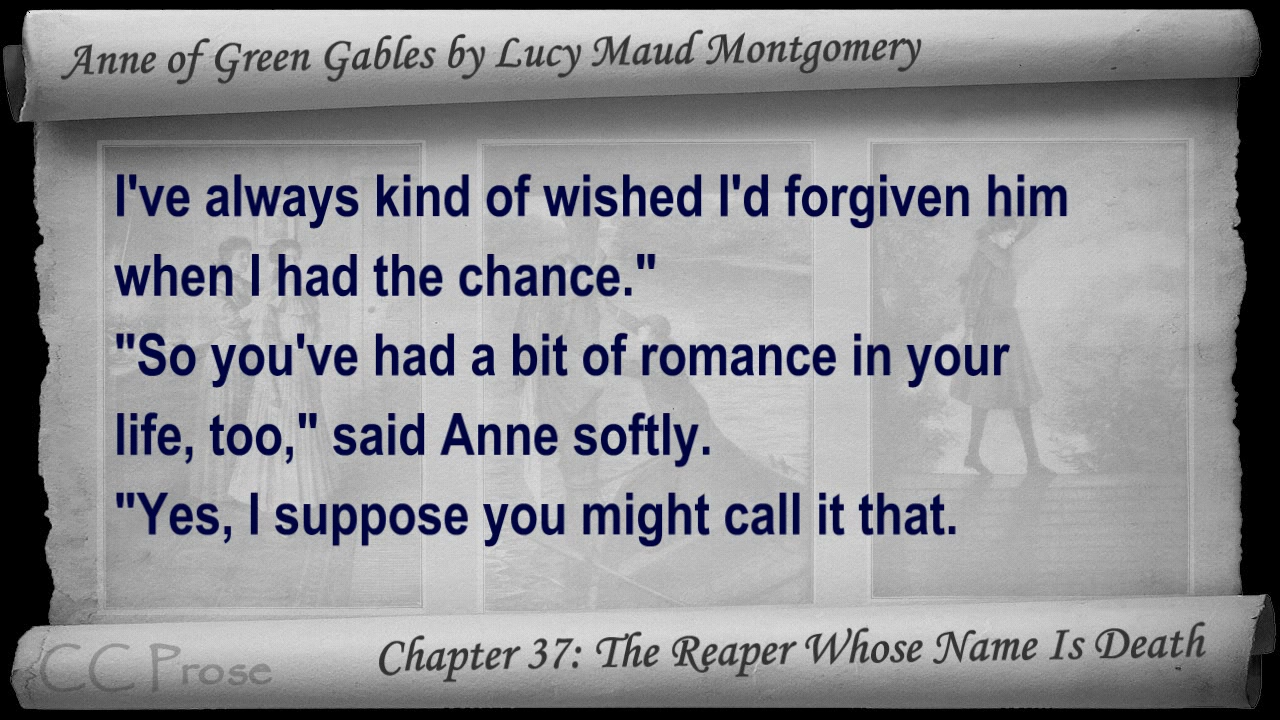 Anne of Green Gables by Lucy Maud Montgomery
I've always kind of wished I'd forgiven him
when I had the chance."
"So you've had a bit of romance in your
life, too," said Anne softly.
"Yes, I suppose you might call it that.
CC Prose
Chapter 37: The Reaper Whose Name Is Death